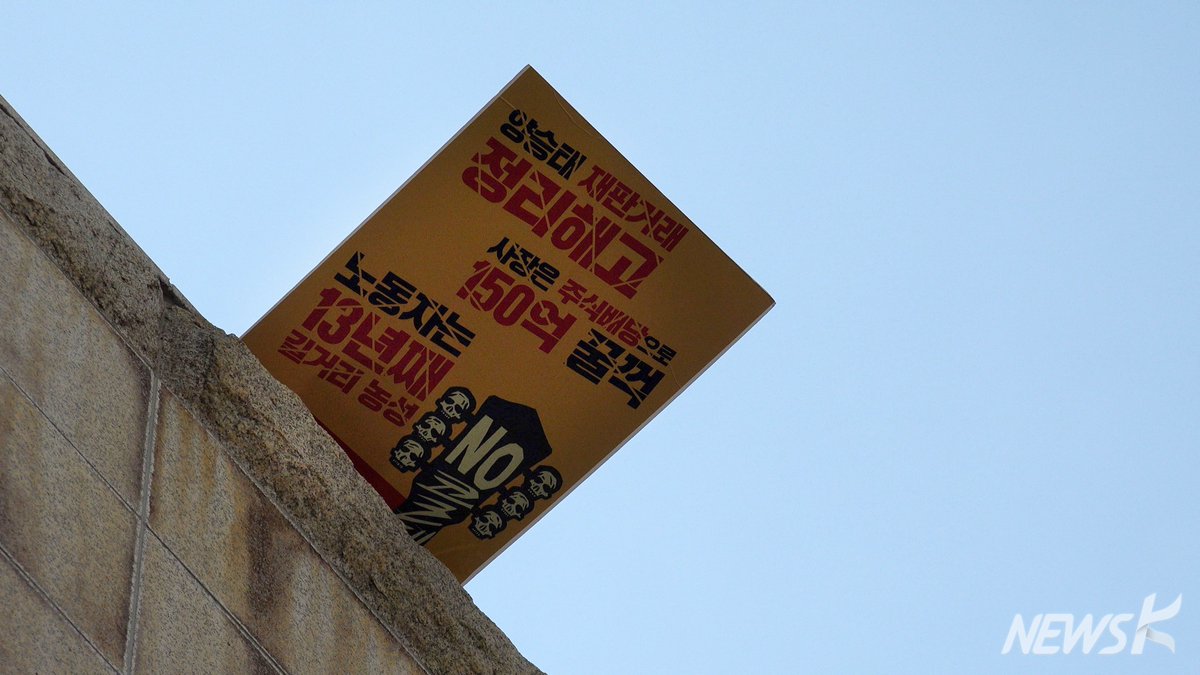 양승태 재판거래
정리해고
사장은 주식배당으로
150억 꿀꺽
노동자는
13년째
길거리 농성
NO
NEWSK